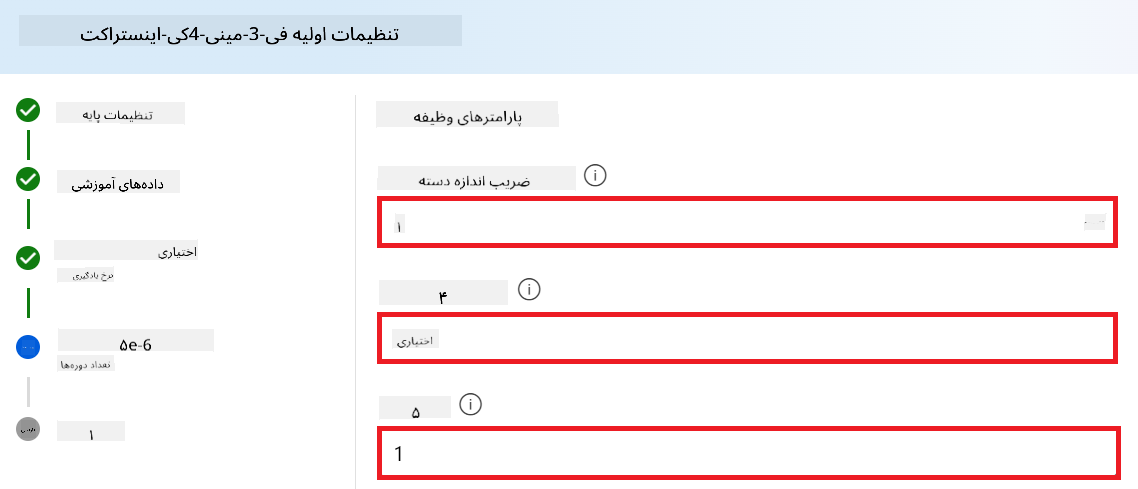 تنظیمات اولیه فی-3-مینی-4کی-اینستراکت
تنظیمات پایه
داده‌های آموزشی
اختیاری
نرخ یادگیری
۵e-6
تعداد دوره‌ها
۱
پارامترهای وظیفه
ضریب اندازه دسته
۱
۴
اختیاری
۵
1